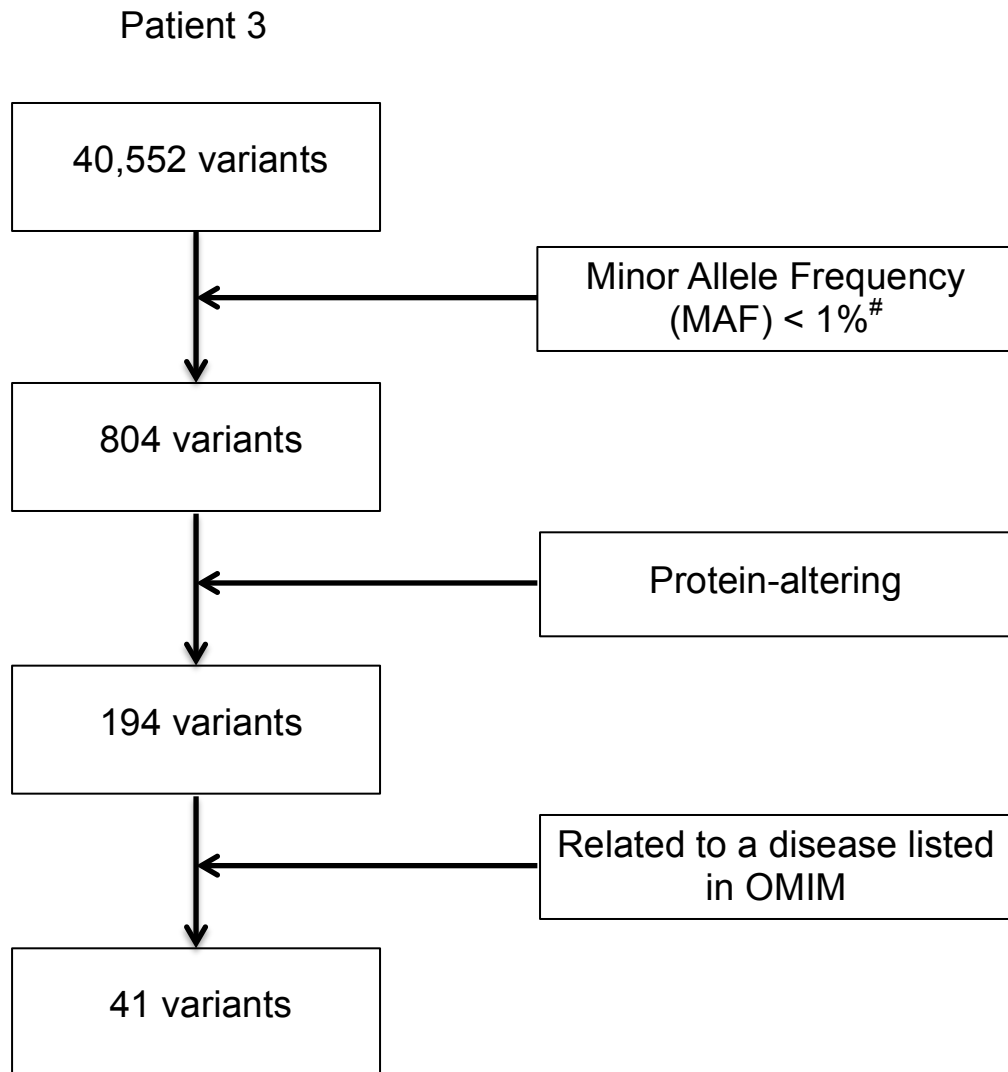 Patient 3
40,552 variants
Minor Allele Frequency
(MAF) < 1%#
804 variants
Protein-altering
194 variants
Related to a disease listed
in OMIM
41 variants